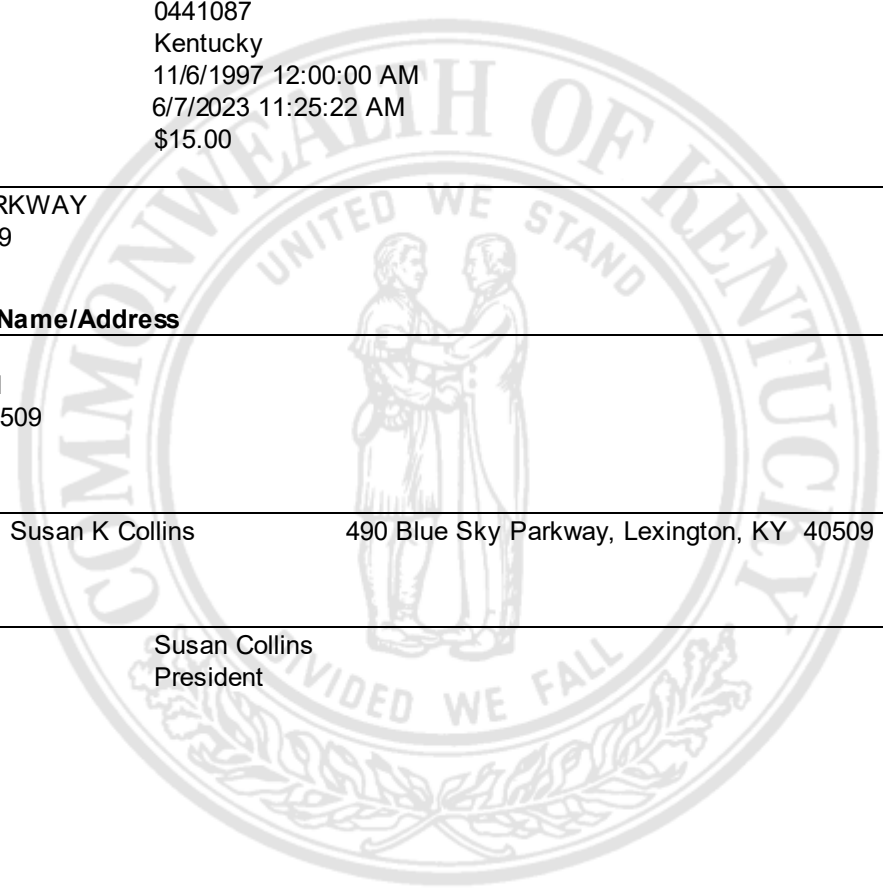 0441087
Kentucky
11/6/1997 12:00:00 AM
6/7/2023 11:25:22 AM
$15.00
RKWAY
9
Name/Address
509
Susan K Collins 490 Blue Sky Parkway, Lexington, KY 40509
Susan Collins
President
COMMONWEALTH OF KENTUCKY
UNITED WE STAND
DIVIDED WE FALL